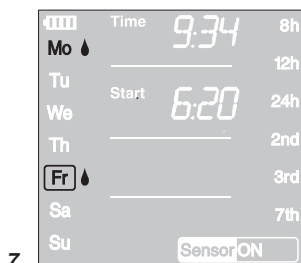 Time 9:34 8h
Mo
12h
Tu
Start 6:20 24h
We
2nd
Th
Fr 3rd
Sa 7th
Su Sensor ON
7